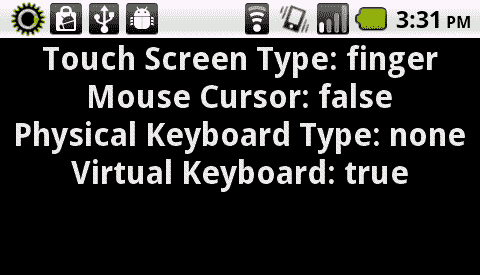 3:31 PM
Touch Screen Type: finger
Mouse Cursor: false
Physical Keyboard Type: none
Virtual Keyboard: true